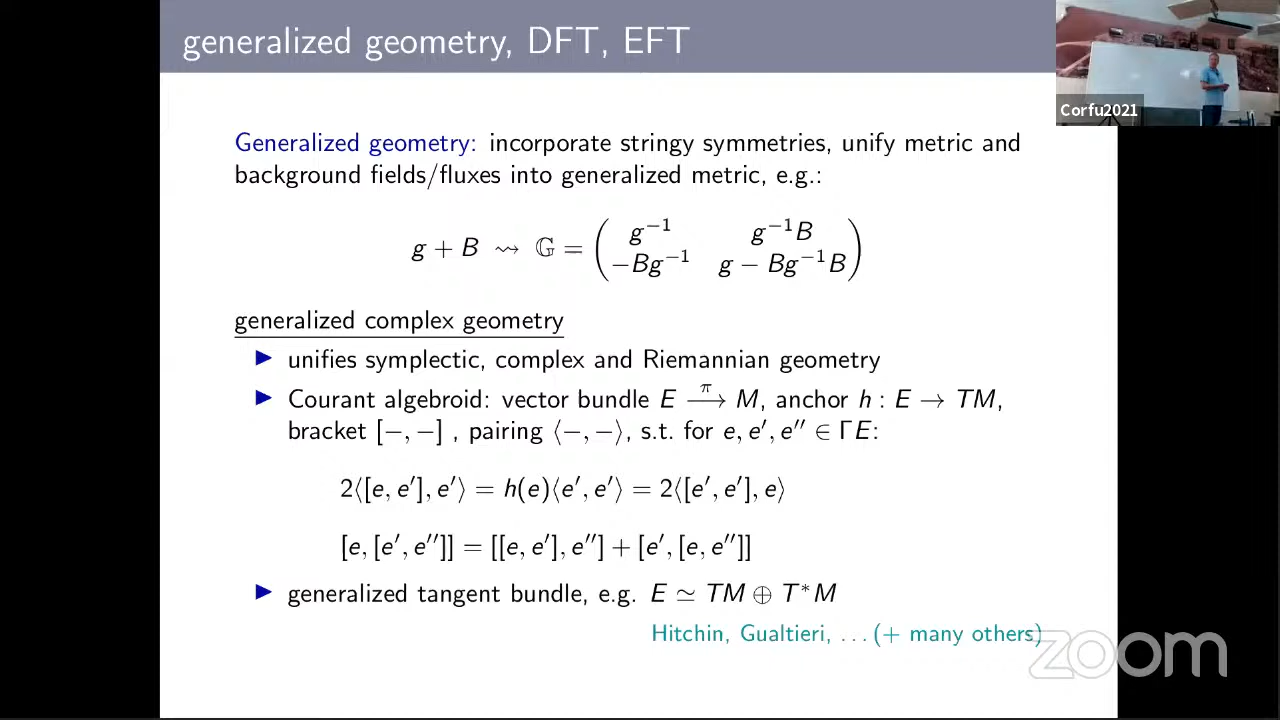 generalized geometry, DFT, EFT
Corfu2021
Generalized geometry: incorporate stringy symmetries, unify metric and
background fields/fluxes into generalized metric, e.g.:
g + B ⇝ 𝔾 = ( g⁻¹ g⁻¹B
−Bg⁻¹ g − Bg⁻¹B )
generalized complex geometry
▶ unifies symplectic, complex and Riemannian geometry
▶ Courant algebroid: vector bundle E —π→ M, anchor h : E → TM,
bracket [−, −] , pairing ⟨−, −⟩, s.t. for e, e′, e″ ∈ ΓE:
2⟨[e, e′], e′⟩ = h(e)⟨e′, e′⟩ = 2⟨[e′, e′], e⟩
[e, [e′, e″]] = [[e, e′], e″] + [e′, [e, e″]]
▶ generalized tangent bundle, e.g. E ≃ TM ⊕ T*M
Hitchin, Gualtieri, . . . (+ many others)
zoom